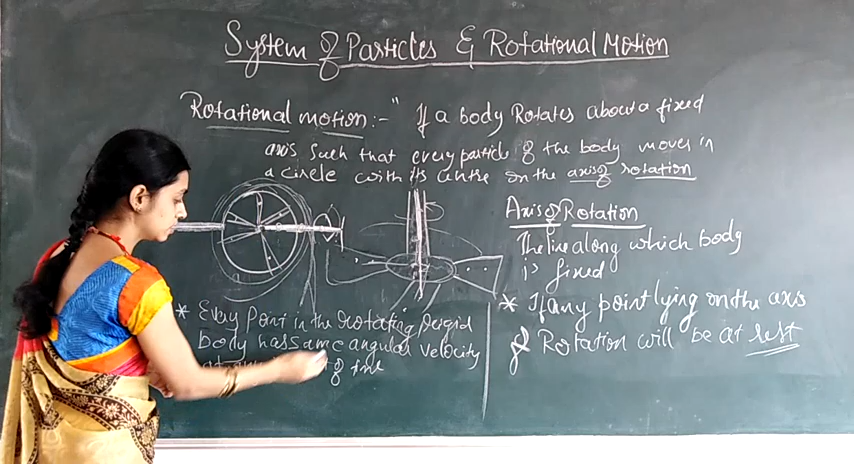 System of Particles & Rotational Motion
Rotational motion:- " If a body Rotates about a fixed
axis such that every particle of the body moves in
a circle with its centre on the axis of rotation
Axis of Rotation
The line along which body
is fixed
* If any point lying on the axis
of Rotation will be at rest
* Every Point in the rotating rigid
body has same angular velocity
of time